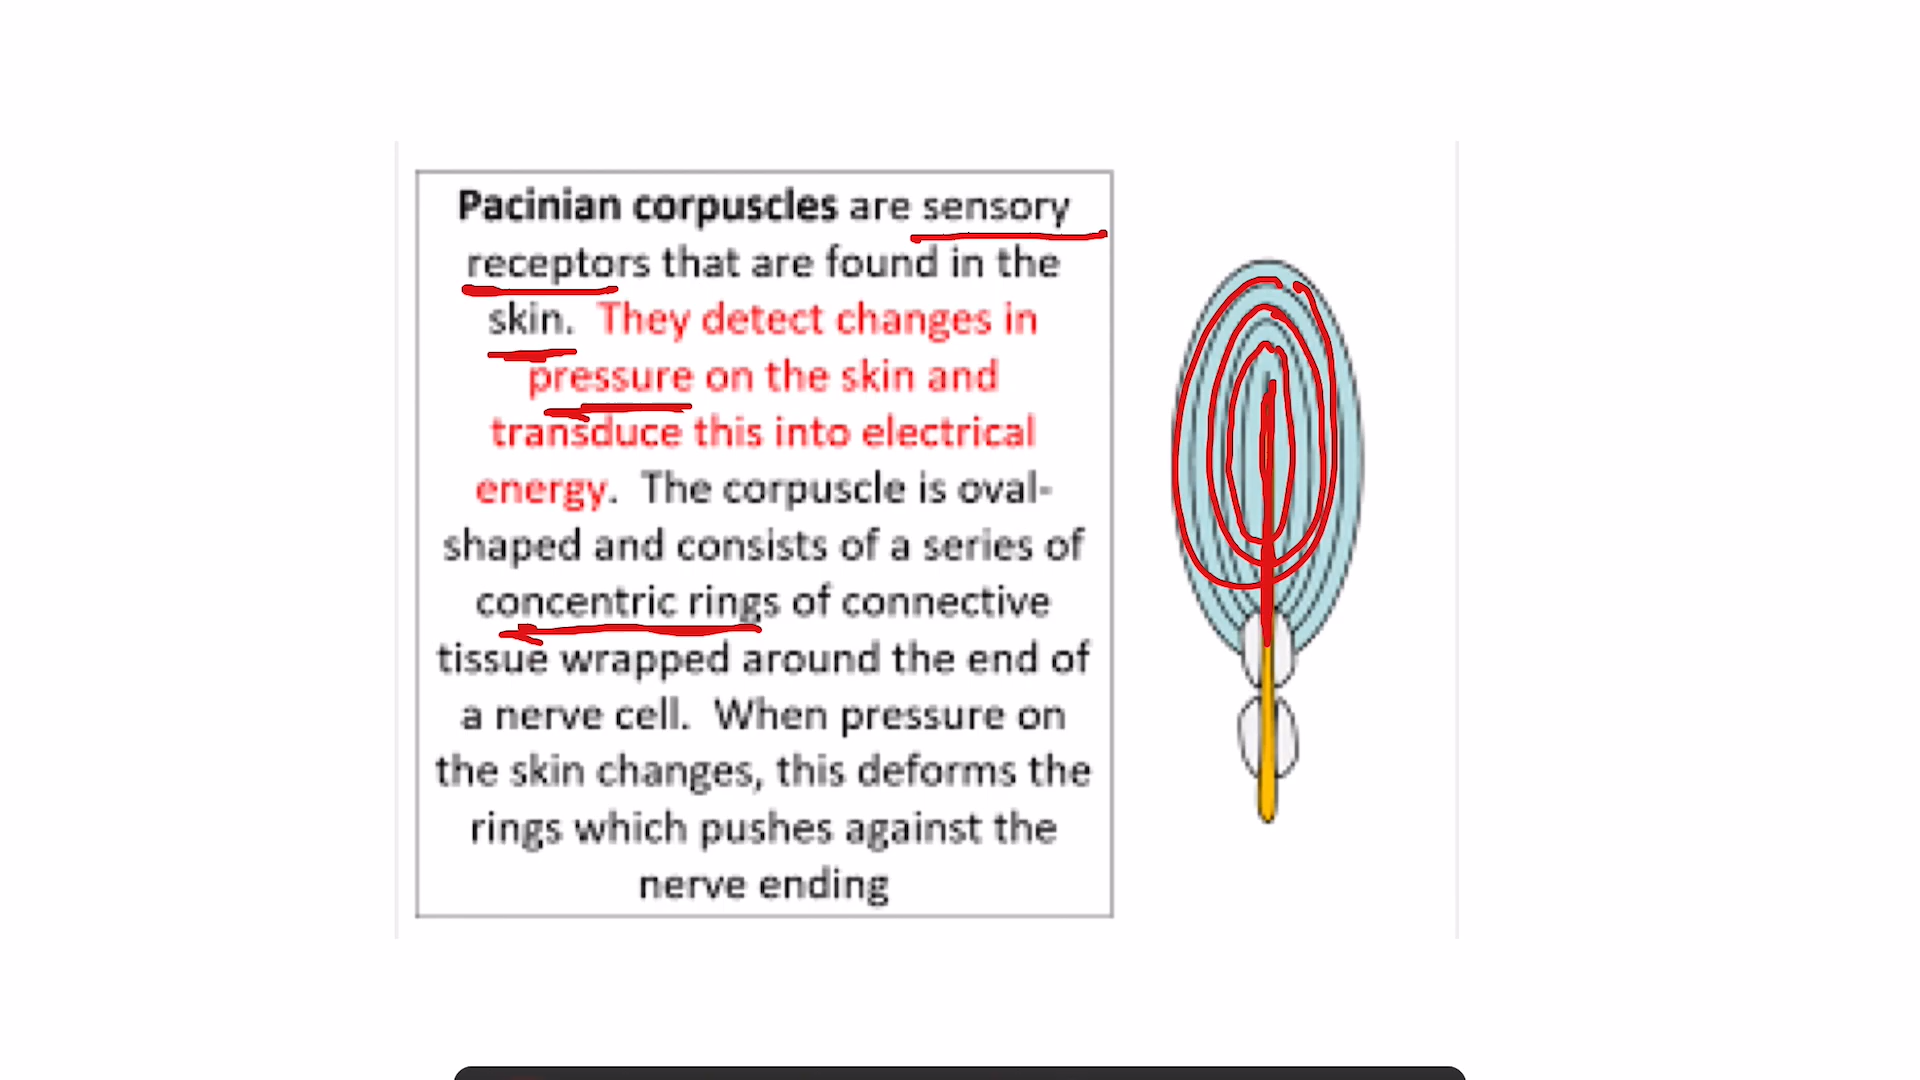 Pacinian corpuscles are sensory
receptors that are found in the
skin. They detect changes in
pressure on the skin and
transduce this into electrical
energy. The corpuscle is oval-
shaped and consists of a series of
concentric rings of connective
tissue wrapped around the end of
a nerve cell. When pressure on
the skin changes, this deforms the
rings which pushes against the
nerve ending